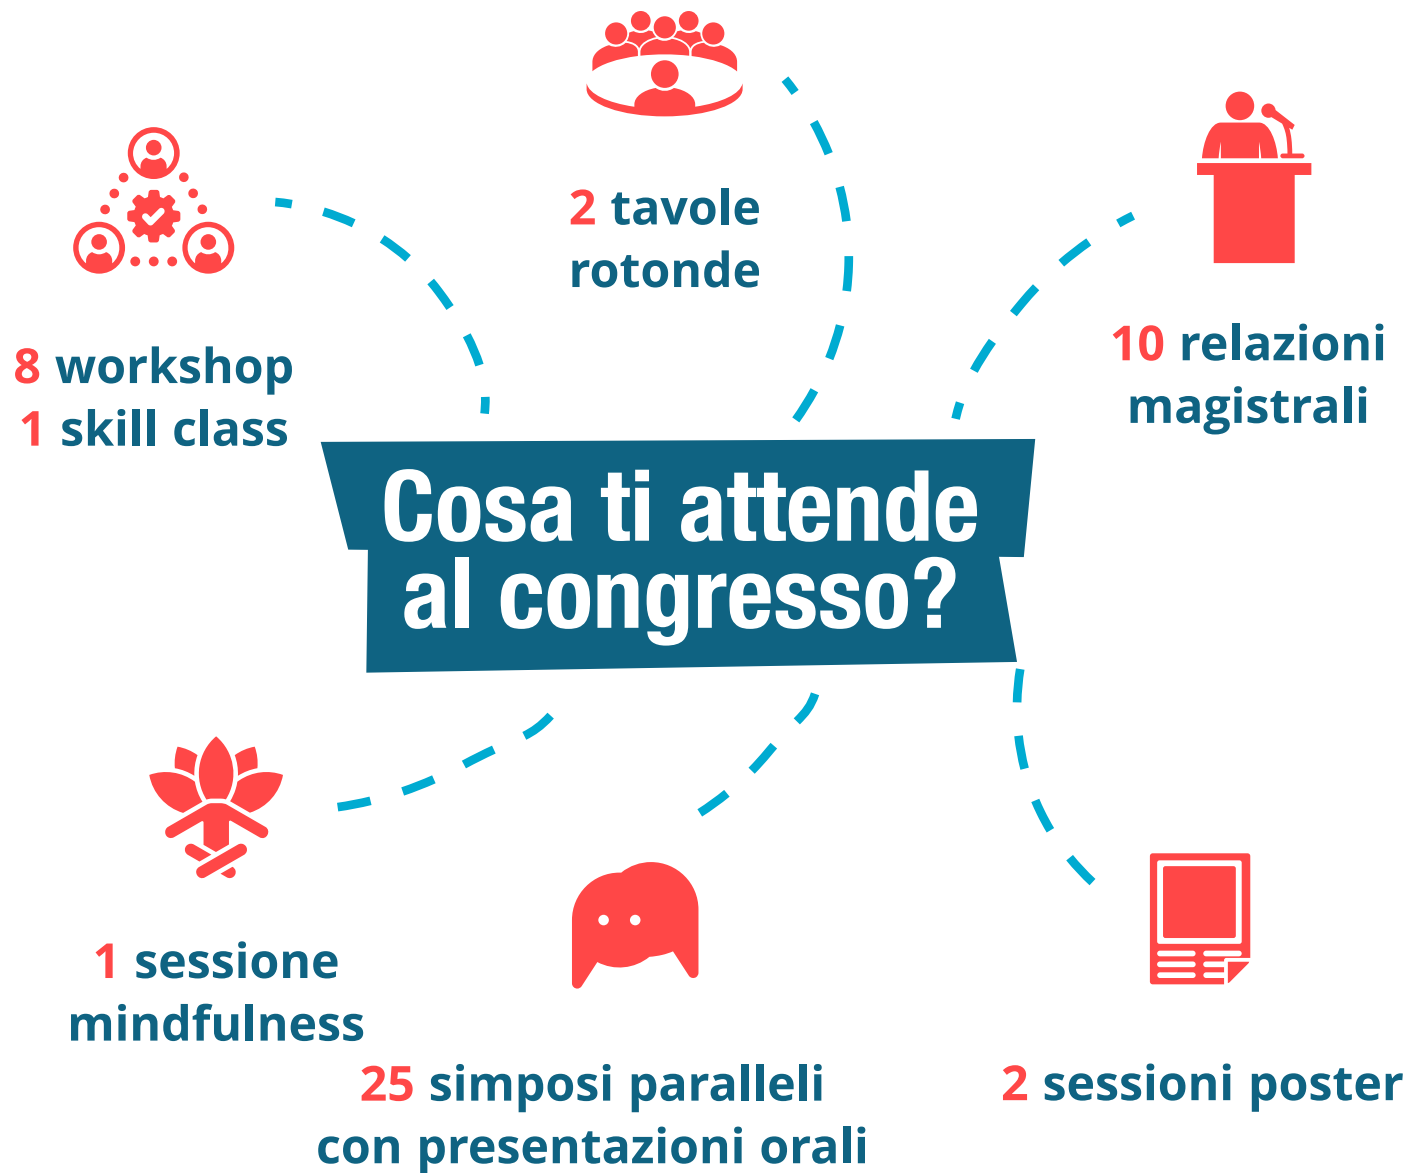 2 tavole
rotonde
8 workshop
1 skill class
10 relazioni
magistrali
Cosa ti attende
al congresso?
1 sessione
mindfulness
25 simposi paralleli
con presentazioni orali
2 sessioni poster